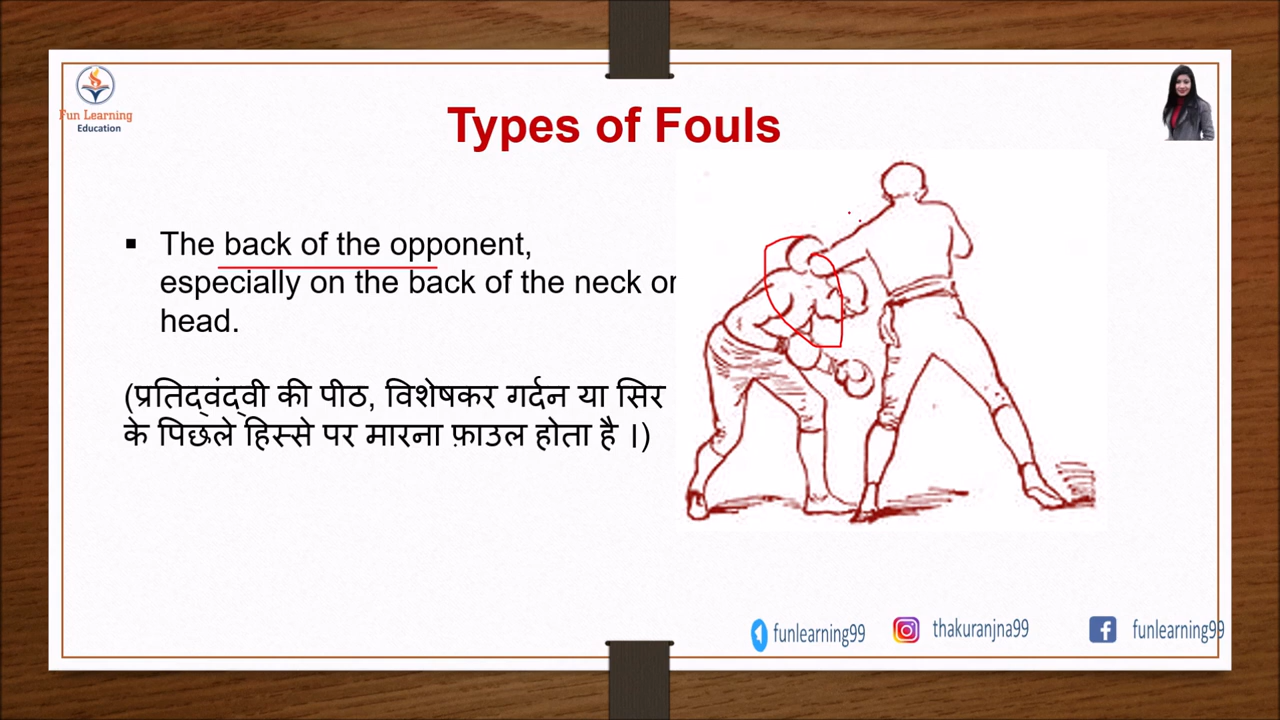 Fun Learning
Education
Types of Fouls
▪ The back of the opponent,
especially on the back of the neck or
head.
(प्रतिद्वंद्वी की पीठ, विशेषकर गर्दन या सिर
के पिछले हिस्से पर मारना फ़ाउल होता है ।)
funlearning99
thakuranjna99
funlearning99